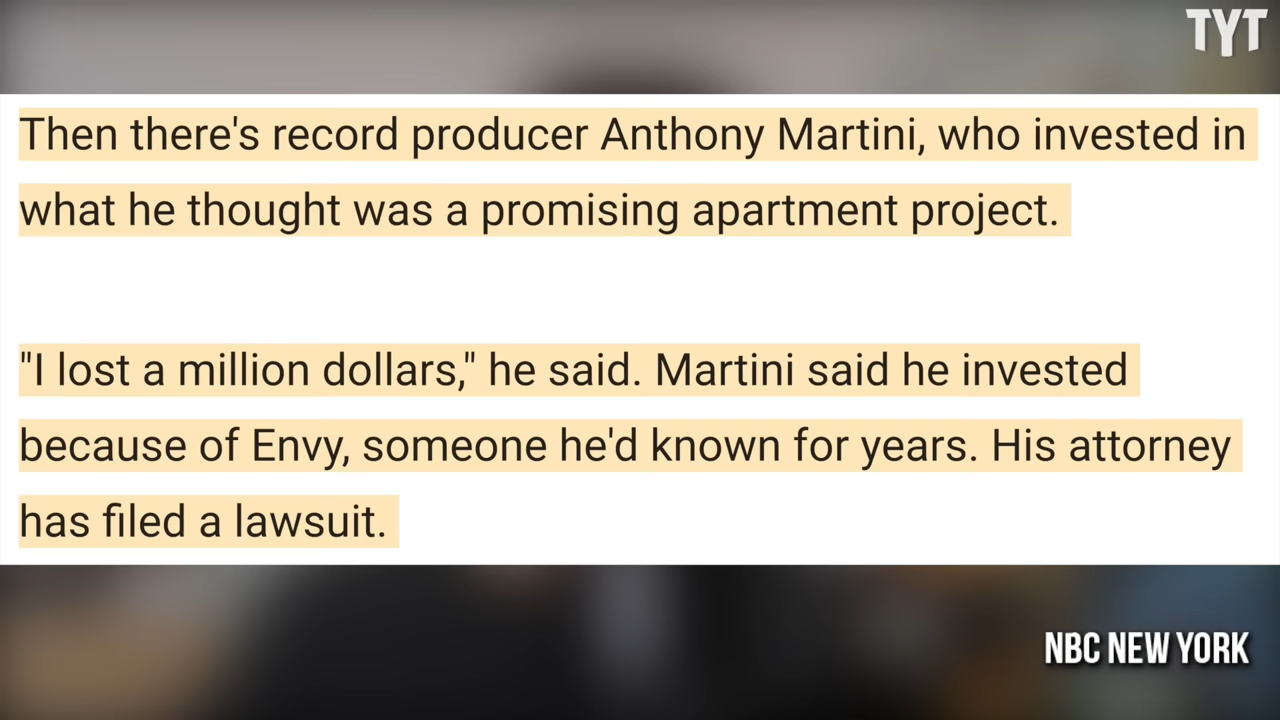 TYT
Then there's record producer Anthony Martini, who invested in
what he thought was a promising apartment project.
"I lost a million dollars," he said. Martini said he invested
because of Envy, someone he'd known for years. His attorney
has filed a lawsuit.
NBC NEW YORK